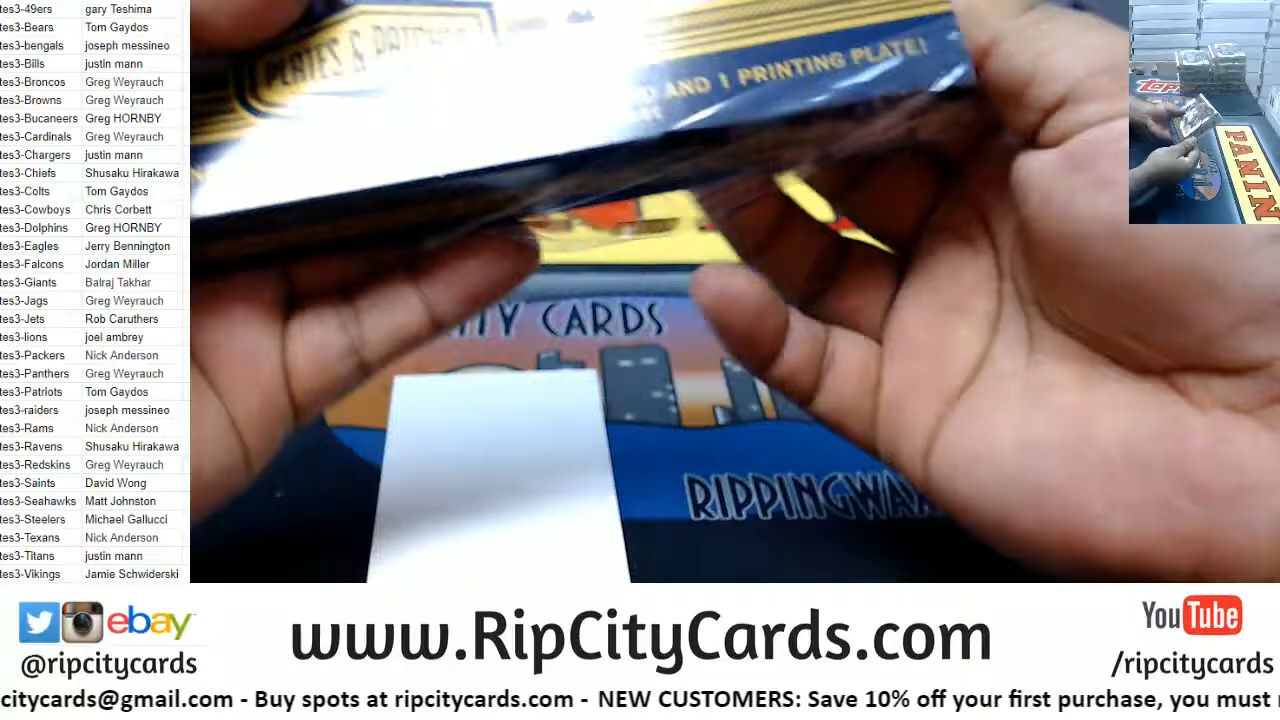 tes3-49ers gary Teshima
tes3-Bears Tom Gaydos
tes3-bengals joseph messineo
tes3-Bills justin mann
tes3-Broncos Greg Weyrauch
tes3-Browns Greg Weyrauch
tes3-Bucaneers Greg HORNBY
tes3-Cardinals Greg Weyrauch
tes3-Chargers justin mann
tes3-Chiefs Shusaku Hirakawa
tes3-Colts Tom Gaydos
tes3-Cowboys Chris Corbett
tes3-Dolphins Greg HORNBY
tes3-Eagles Jerry Bennington
tes3-Falcons Jordan Miller
tes3-Giants Balraj Takhar
tes3-Jags Greg Weyrauch
tes3-Jets Rob Caruthers
tes3-lions joel ambrey
tes3-Packers Nick Anderson
tes3-Panthers Greg Weyrauch
tes3-Patriots Tom Gaydos
tes3-raiders joseph messineo
tes3-Rams Nick Anderson
tes3-Ravens Shusaku Hirakawa
tes3-Redskins Greg Weyrauch
tes3-Saints David Wong
tes3-Seahawks Matt Johnston
tes3-Steelers Michael Gallucci
tes3-Texans Nick Anderson
tes3-Titans justin mann
tes3-Vikings Jamie Schwiderski
PLATES & PATCHES
AND 1 PRINTING PLATE!
CITY CARDS
RIPPINGWAX
TOPPS
PANINI
ebay
@ripcitycards
www.RipCityCards.com
YouTube
/ripcitycards
citycards@gmail.com - Buy spots at ripcitycards.com - NEW CUSTOMERS: Save 10% off your first purchase, you must